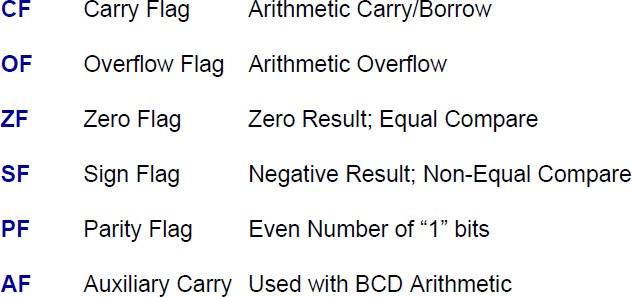 CF Carry Flag Arithmetic Carry/Borrow
OF Overflow Flag Arithmetic Overflow
ZF Zero Flag Zero Result; Equal Compare
SF Sign Flag Negative Result; Non-Equal Compare
PF Parity Flag Even Number of “1” bits
AF Auxiliary Carry Used with BCD Arithmetic